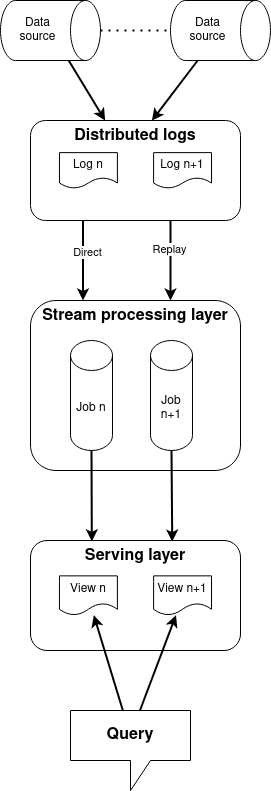 Data
source
Data
source
Distributed logs
Log n
Log n+1
Direct
Replay
Stream processing layer
Job n
Job
n+1
Serving layer
View n
View n+1
Query